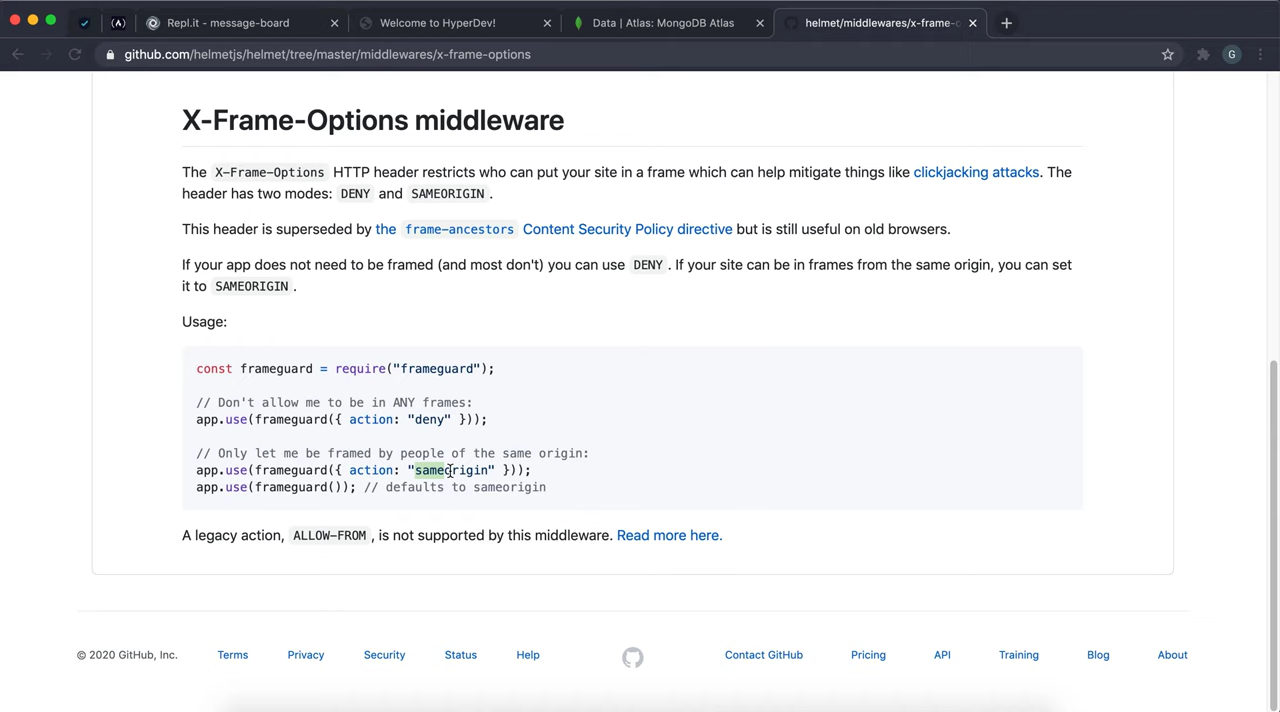 Repl.it - message-board
Welcome to HyperDev!
Data | Atlas: MongoDB Atlas
helmet/middlewares/x-frame-o
github.com/helmetjs/helmet/tree/master/middlewares/x-frame-options
G
X-Frame-Options middleware
The X-Frame-Options HTTP header restricts who can put your site in a frame which can help mitigate things like clickjacking attacks. The
header has two modes: DENY and SAMEORIGIN.
This header is superseded by the frame-ancestors Content Security Policy directive but is still useful on old browsers.
If your app does not need to be framed (and most don't) you can use DENY. If your site can be in frames from the same origin, you can set
it to SAMEORIGIN.
Usage:
const frameguard = require("frameguard");
// Don't allow me to be in ANY frames:
app.use(frameguard({ action: "deny" }));
// Only let me be framed by people of the same origin:
app.use(frameguard({ action: "sameorigin" }));
app.use(frameguard()); // defaults to sameorigin
A legacy action, ALLOW-FROM, is not supported by this middleware. Read more here.
© 2020 GitHub, Inc. Terms Privacy Security Status Help Contact GitHub Pricing API Training Blog About